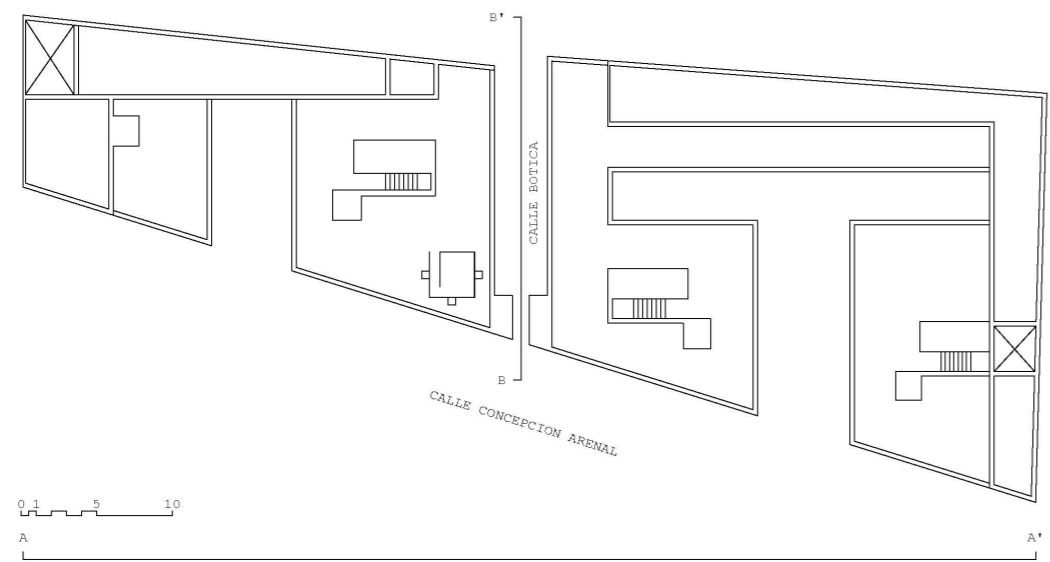 B'
CALLE BOTICA
B
CALLE CONCEPCION ARENAL
0 1 5 10
A A'